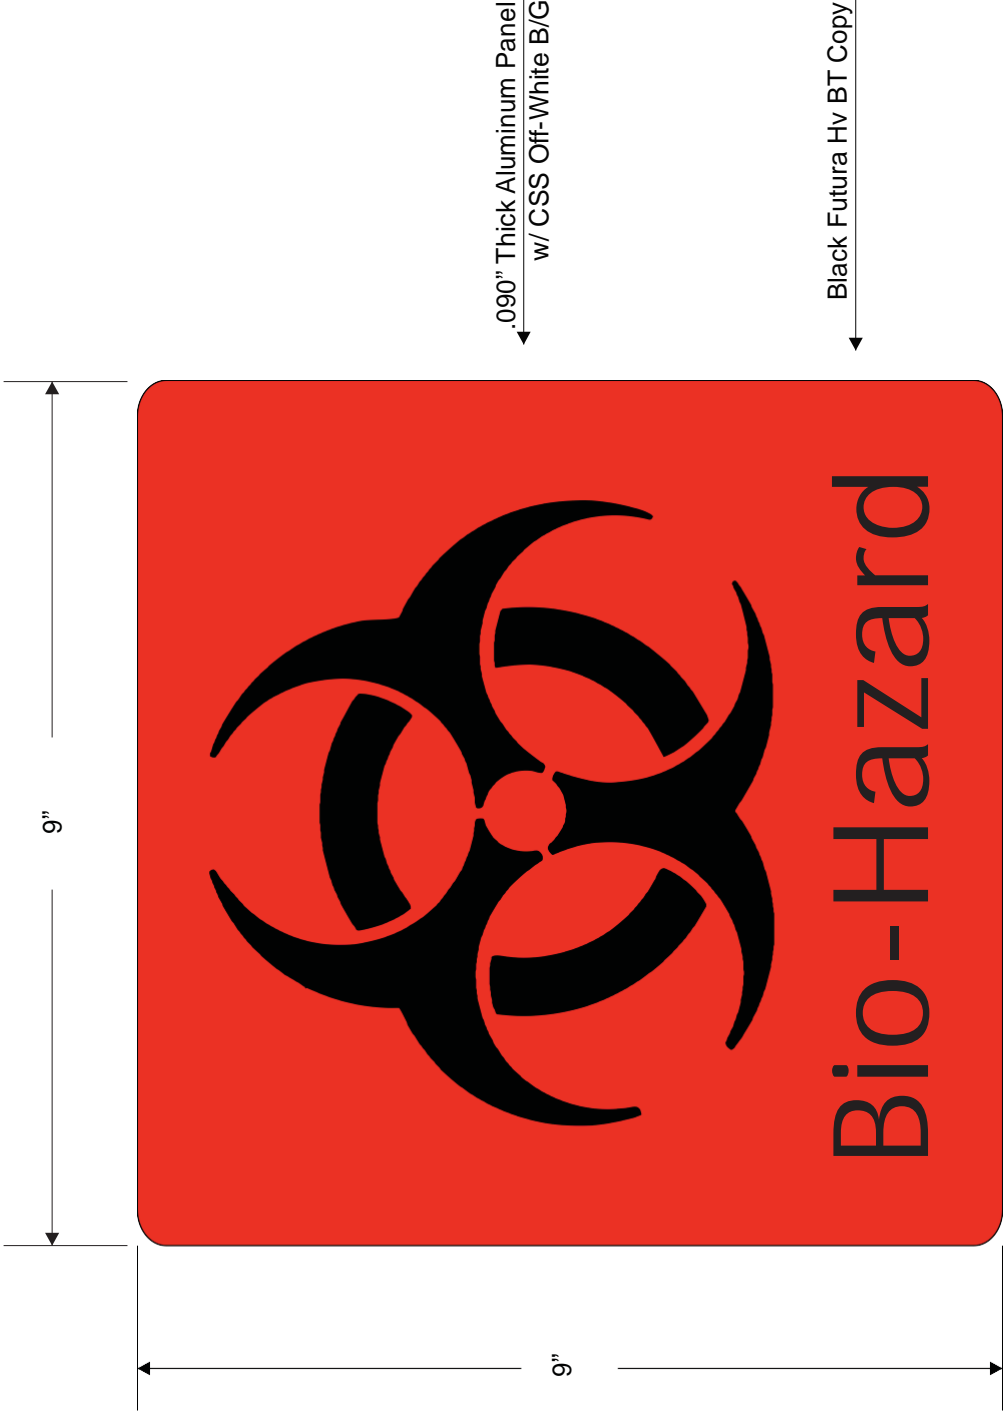 9”
.090” Thick Aluminum Panel
w/ CSS Off-White B/G
Black Futura Hv BT Copy
Bio-Hazard
9”